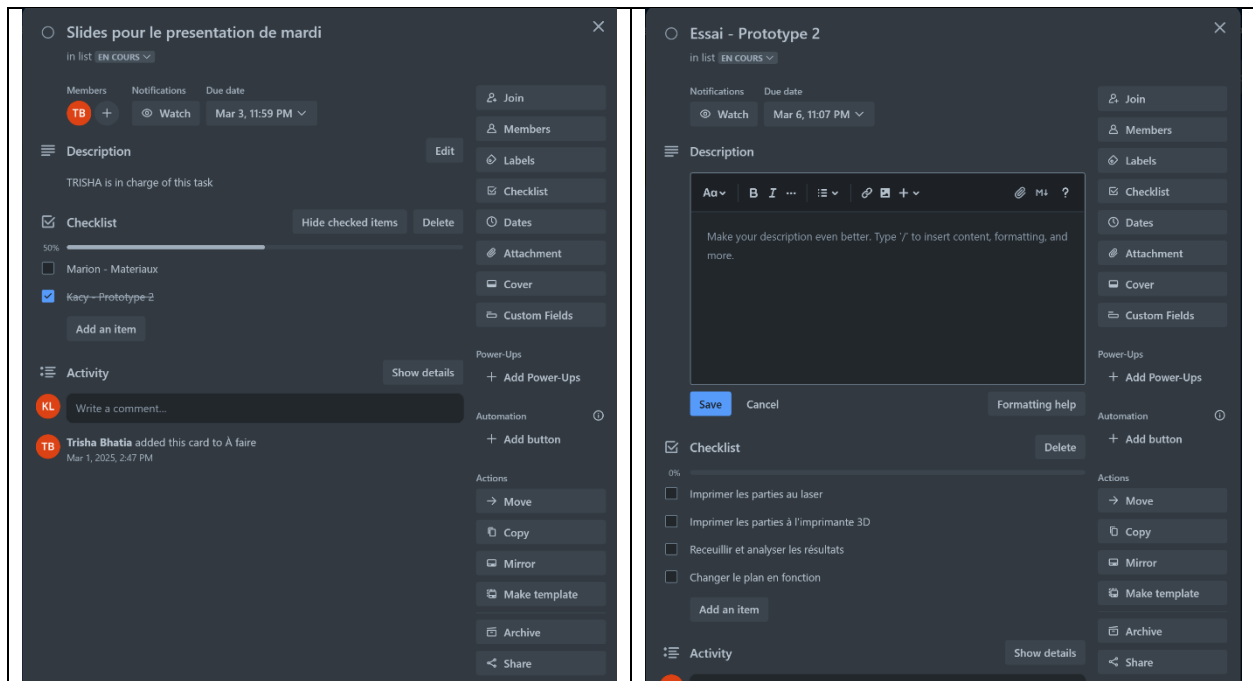 Slides pour le presentation de mardi
in list EN COURS
Members
Notifications
Due date
TB
Watch
Mar 3, 11:59 PM
Description
Edit
TRISHA is in charge of this task
Checklist
Hide checked items
Delete
50%
Marion - Materiaux
Kacy - Prototype 2
Add an item
Activity
Show details
KL
Write a comment...
TB
Trisha Bhatia added this card to À faire
Mar 1, 2025, 2:47 PM
Join
Members
Labels
Checklist
Dates
Attachment
Cover
Custom Fields
Power-Ups
+ Add Power-Ups
Automation
+ Add button
Actions
Move
Copy
Mirror
Make template
Archive
Share
Essai - Prototype 2
in list EN COURS
Notifications
Due date
Watch
Mar 6, 11:07 PM
Description
Aa
B
I
...
+
M↓
?
Make your description even better. Type '/' to insert content, formatting, and
more.
Save
Cancel
Formatting help
Checklist
Delete
0%
Imprimer les parties au laser
Imprimer les parties à l'imprimante 3D
Receuillir et analyser les résultats
Changer le plan en fonction
Add an item
Activity
Show details
Join
Members
Labels
Checklist
Dates
Attachment
Cover
Custom Fields
Power-Ups
+ Add Power-Ups
Automation
+ Add button
Actions
Move
Copy
Mirror
Make template
Archive
Share